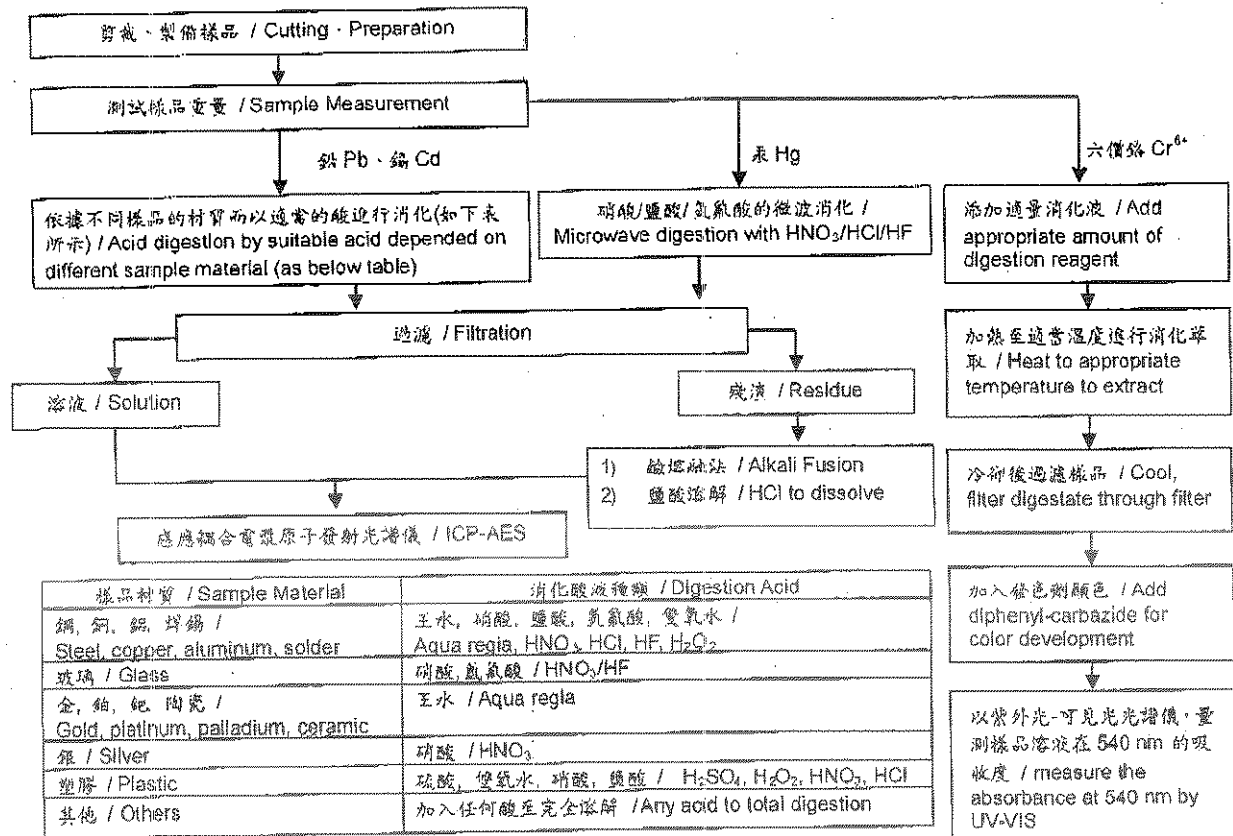 剪裁、製備樣品 / Cutting、Preparation
測試樣品重量 / Sample Measurement
鉛 Pb、鎘 Cd
汞 Hg
六價鉻 Cr⁶⁺
依據不同樣品的材質而以適當的酸進行消化(如下表
所示) / Acid digestion by suitable acid depended on
different sample material (as below table)
硝酸/鹽酸/氫氟酸的微波消化 /
Microwave digestion with HNO₃/HCl/HF
添加適量消化液 / Add
appropriate amount of
digestion reagent
過濾 / Filtration
加熱至適當溫度進行消化萃
取 / Heat to appropriate
temperature to extract
溶液 / Solution
殘渣 / Residue
1) 鹼熔融法 / Alkali Fusion
2) 鹽酸溶解 / HCl to dissolve
冷卻後過濾樣品 / Cool,
filter digestate through filter
感應耦合電漿原子發射光譜儀 / ICP-AES
樣品材質 / Sample Material
消化酸液種類 / Digestion Acid
鋼, 銅, 鋁, 焊錫 /
Steel, copper, aluminum, solder
王水, 硝酸, 鹽酸, 氫氟酸, 雙氧水 /
Aqua regia, HNO₃, HCl, HF, H₂O₂
玻璃 / Glass
硝酸, 氫氟酸 / HNO₃/HF
金, 鉑, 鈀, 陶瓷 /
Gold, platinum, palladium, ceramic
王水 / Aqua regia
銀 / Silver
硝酸 / HNO₃
塑膠 / Plastic
硫酸, 雙氧水, 硝酸, 鹽酸 / H₂SO₄, H₂O₂, HNO₃, HCl
其他 / Others
加入任何酸至完全溶解 / Any acid to total digestion
加入發色劑顯色 / Add
diphenyl-carbazide for
color development
以紫外光-可見光光譜儀,量
測樣品溶液在 540 nm 的吸
收度 / measure the
absorbance at 540 nm by
UV-VIS